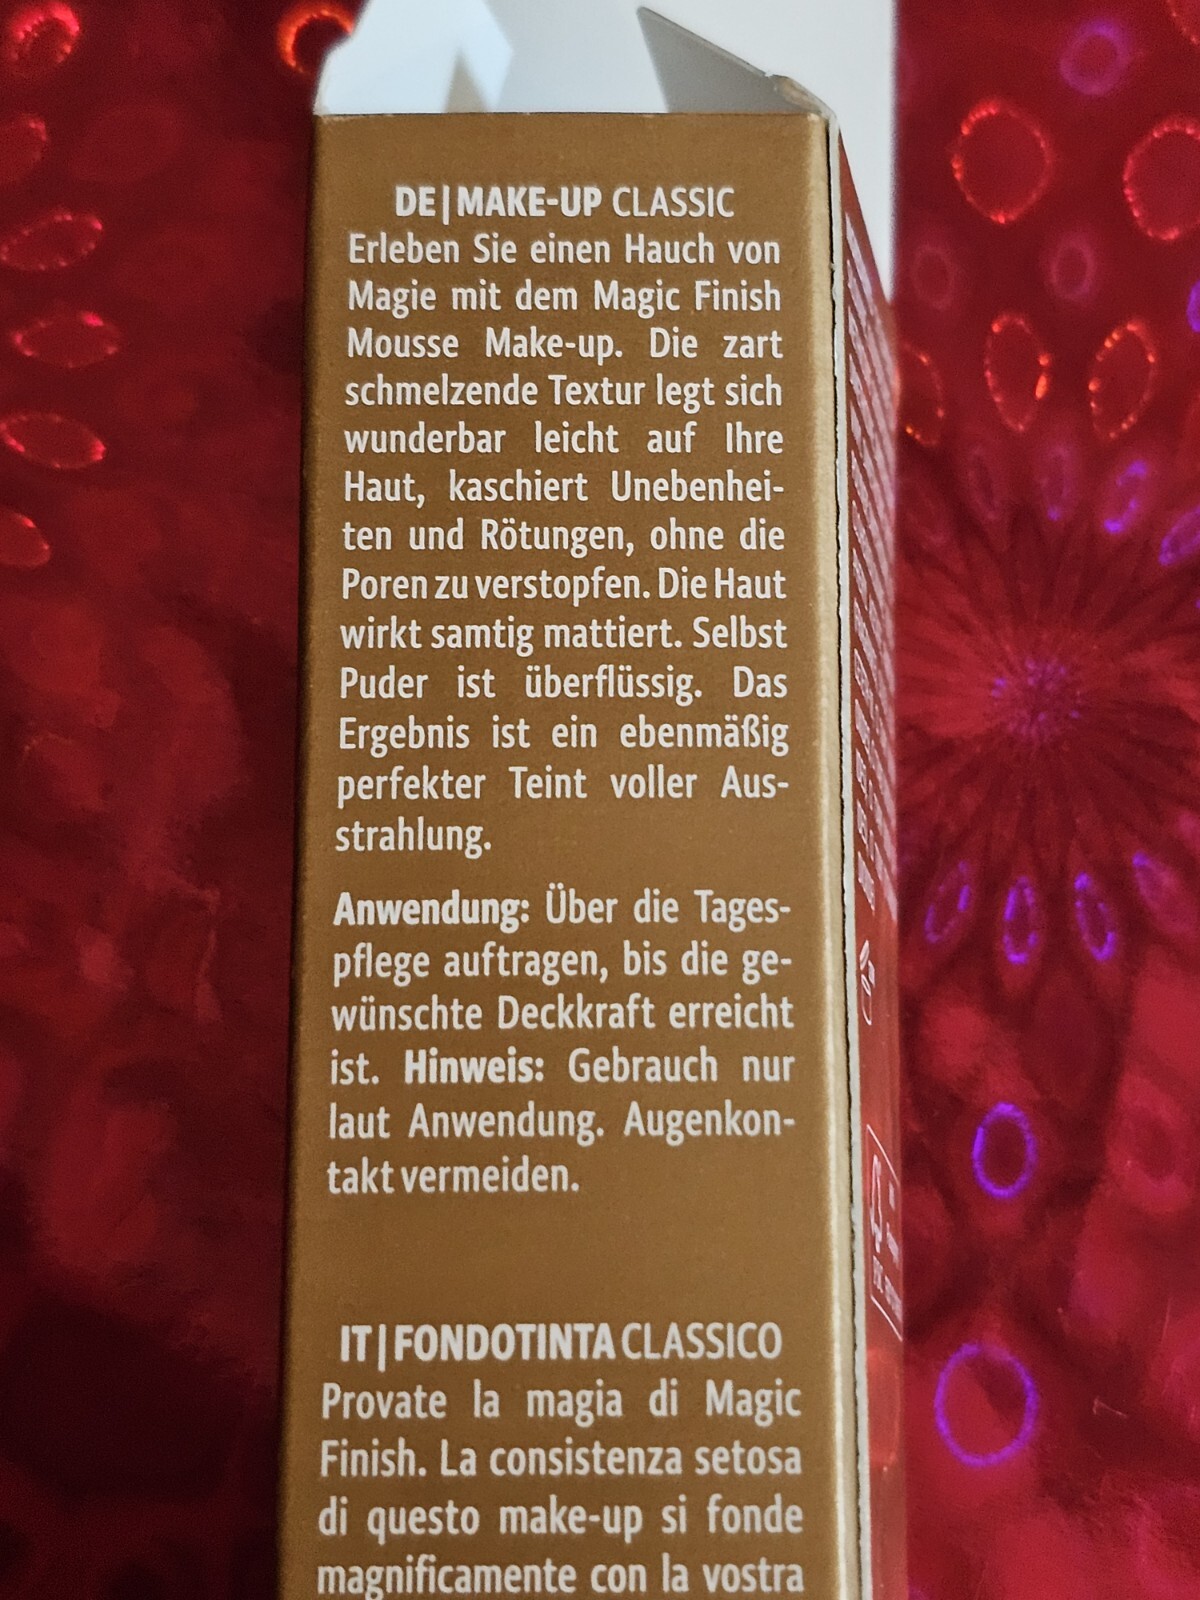 DE|MAKE-UP CLASSIC
Erleben Sie einen Hauch von
Magie mit dem Magic Finish
Mousse Make-up. Die zart
schmelzende Textur legt sich
wunderbar leicht auf Ihre
Haut, kaschiert Unebenhei-
ten und Rötungen, ohne die
Poren zu verstopfen. Die Haut
wirkt samtig mattiert. Selbst
Puder ist überflüssig. Das
Ergebnis ist ein ebenmäßig
perfekter Teint voller Aus-
strahlung.
Anwendung: Über die Tages-
pflege auftragen, bis die ge-
wünschte Deckkraft erreicht
ist. Hinweis: Gebrauch nur
laut Anwendung. Augenkon-
takt vermeiden.
IT|FONDOTINTA CLASSICO
Provate la magia di Magic
Finish. La consistenza setosa
di questo make-up si fonde
magnificamente con la vostra